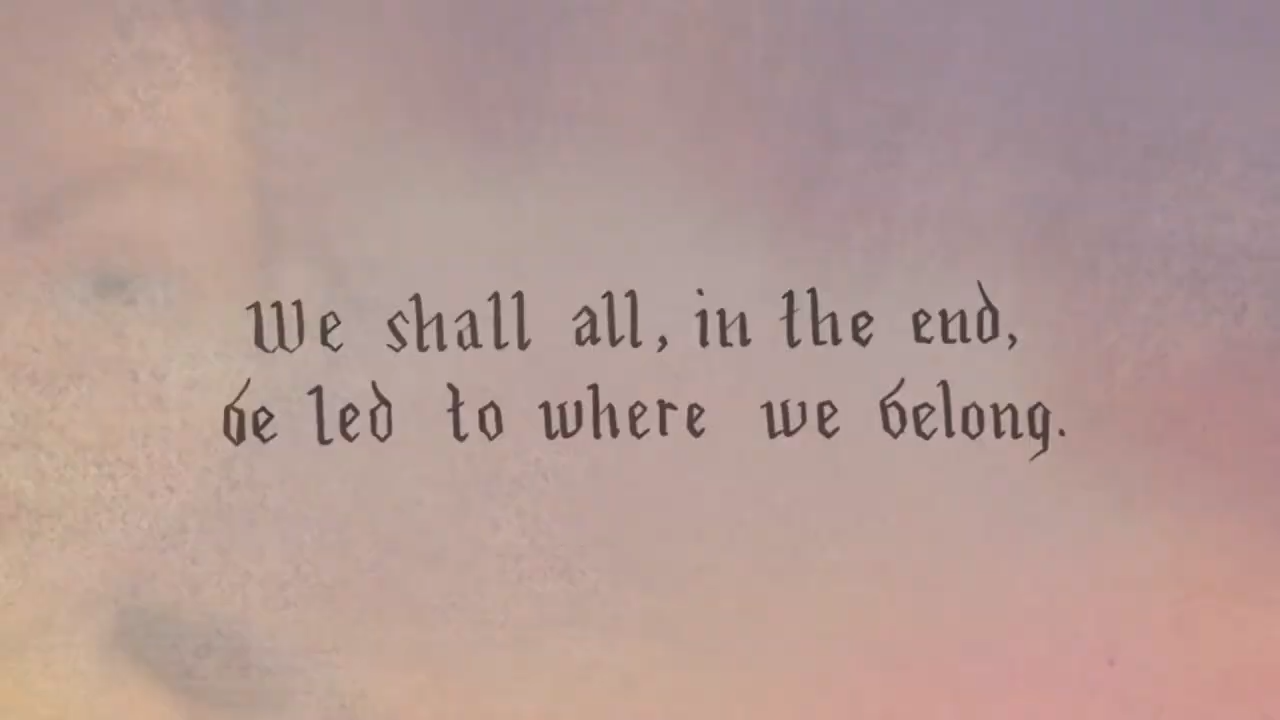 We shall all, in the end,
be led to where we belong.